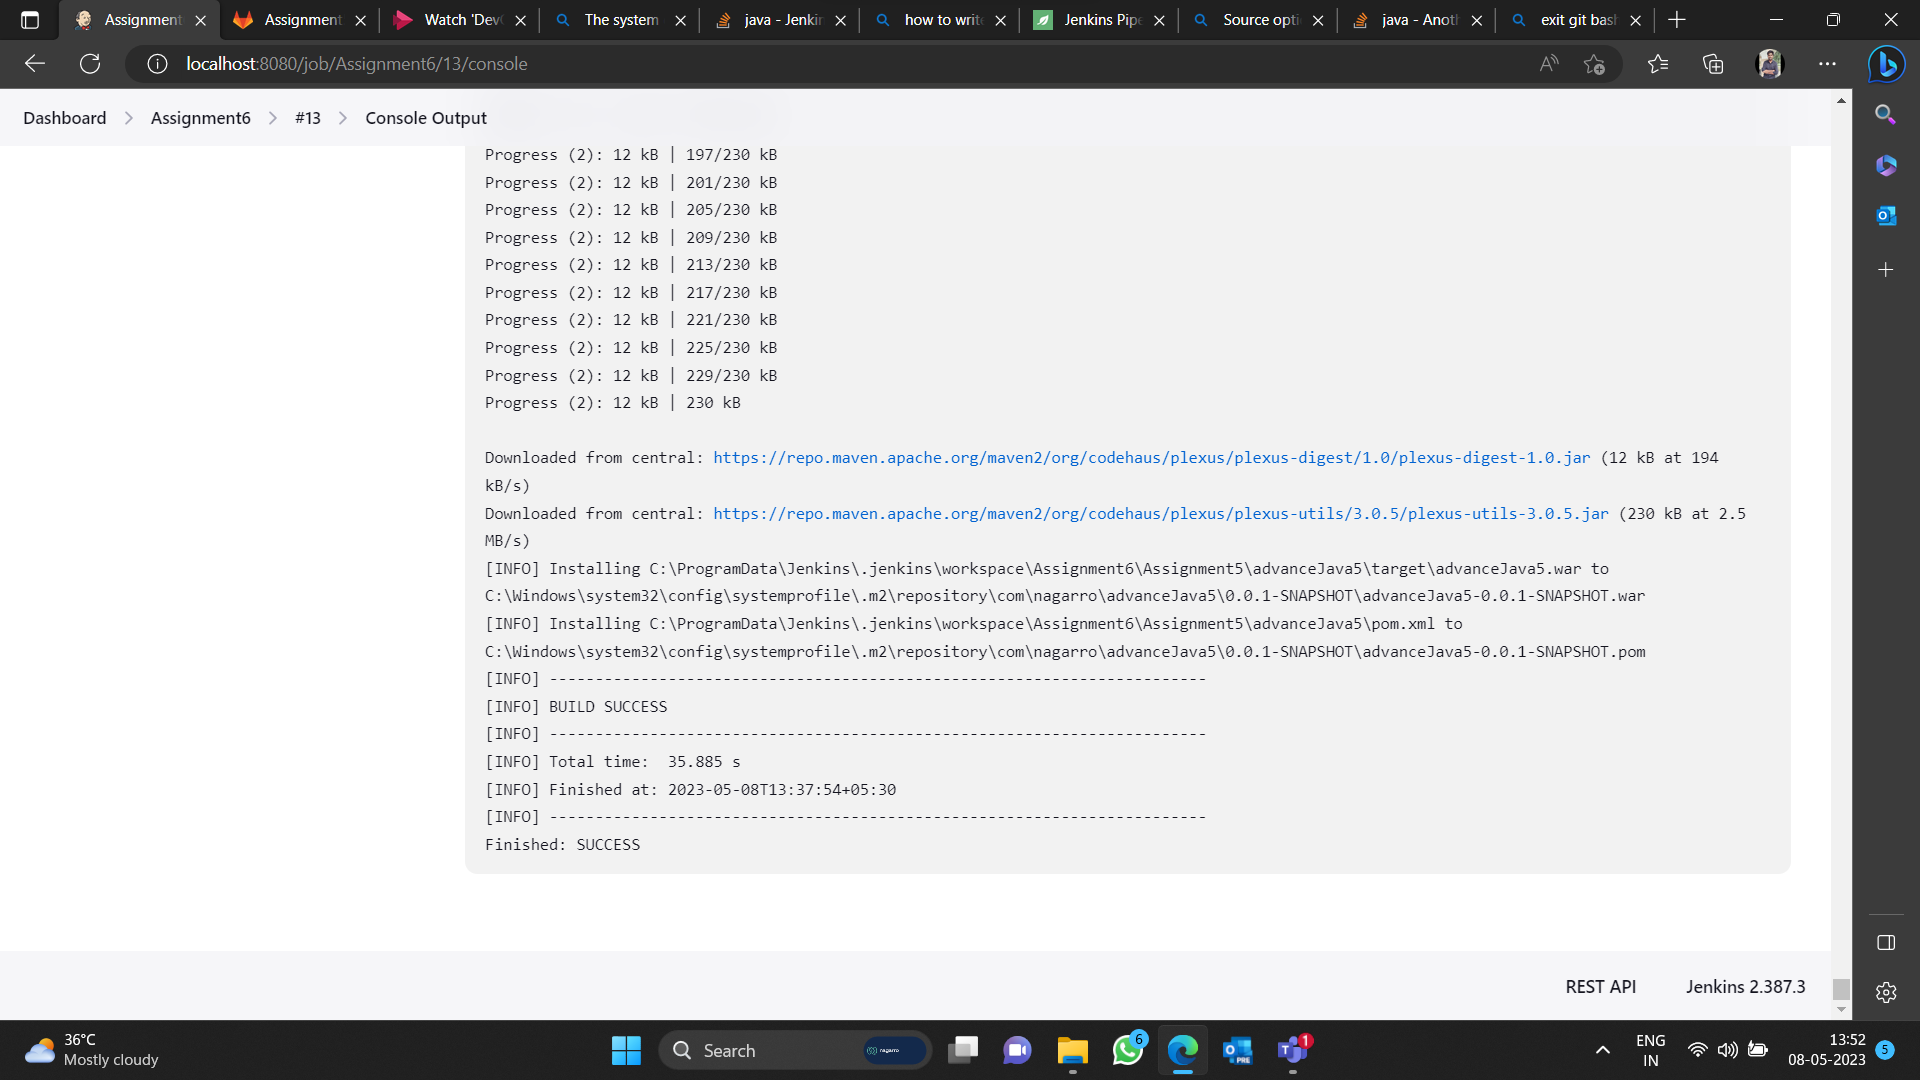 Assignment
Assignment
Watch 'Dev
The system
java - Jenkin
how to write
Jenkins Pipe
Source opti
java - Anoth
exit git bash
localhost:8080/job/Assignment6/13/console
Dashboard
Assignment6
#13
Console Output
Progress (2): 12 kB | 197/230 kB
Progress (2): 12 kB | 201/230 kB
Progress (2): 12 kB | 205/230 kB
Progress (2): 12 kB | 209/230 kB
Progress (2): 12 kB | 213/230 kB
Progress (2): 12 kB | 217/230 kB
Progress (2): 12 kB | 221/230 kB
Progress (2): 12 kB | 225/230 kB
Progress (2): 12 kB | 229/230 kB
Progress (2): 12 kB | 230 kB
Downloaded from central: https://repo.maven.apache.org/maven2/org/codehaus/plexus/plexus-digest/1.0/plexus-digest-1.0.jar (12 kB at 194
kB/s)
Downloaded from central: https://repo.maven.apache.org/maven2/org/codehaus/plexus/plexus-utils/3.0.5/plexus-utils-3.0.5.jar (230 kB at 2.5
MB/s)
[INFO] Installing C:\ProgramData\Jenkins\.jenkins\workspace\Assignment6\Assignment5\advanceJava5\target\advanceJava5.war to
C:\Windows\system32\config\systemprofile\.m2\repository\com\nagarro\advanceJava5\0.0.1-SNAPSHOT\advanceJava5-0.0.1-SNAPSHOT.war
[INFO] Installing C:\ProgramData\Jenkins\.jenkins\workspace\Assignment6\Assignment5\advanceJava5\pom.xml to
C:\Windows\system32\config\systemprofile\.m2\repository\com\nagarro\advanceJava5\0.0.1-SNAPSHOT\advanceJava5-0.0.1-SNAPSHOT.pom
[INFO] ------------------------------------------------------------------------
[INFO] BUILD SUCCESS
[INFO] ------------------------------------------------------------------------
[INFO] Total time:  35.885 s
[INFO] Finished at: 2023-05-08T13:37:54+05:30
[INFO] ------------------------------------------------------------------------
Finished: SUCCESS
REST API
Jenkins 2.387.3
36°C
Mostly cloudy
Search
nagarro
6
PRE
1
ENG
IN
13:52
08-05-2023
5